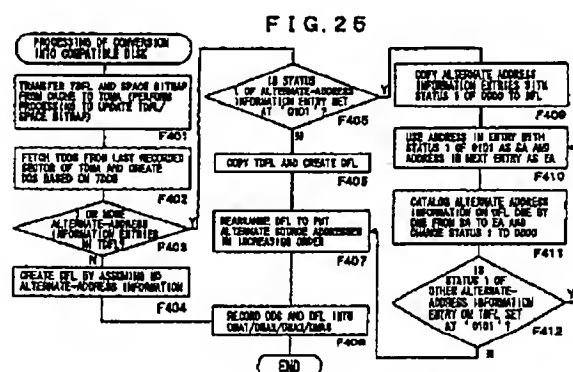 FIG. 25
PROCESSING OF CONVERSION
INTO COMPATIBLE DISK
TRANSFER TDFL AND SPACE BITMAP
FROM CACHE TO TDMA (PERFORM
PROCESSING TO UPDATE TDFL/
SPACE BITMAP)
F401
FETCH TDDS FROM LAST RECORDED
SECTOR OF TDMA AND CREATE
DDS BASED ON TDDS
F402
1 OR MORE
ALTERNATE-ADDRESS
INFORMATION ENTRIES
IN TDFL?
F403
N
Y
CREATE DFL BY ASSUMING NO
ALTERNATE-ADDRESS INFORMATION
F404
IS STATUS
1 OF ALTERNATE-ADDRESS
INFORMATION ENTRY SET
AT '0101'?
F405
Y
N
COPY TDFL AND CREATE DFL
F406
REARRANGE DFL TO PUT
ALTERNATE SOURCE ADDRESSES
IN INCREASING ORDER
F407
RECORD DDS AND DFL INTO
DMA1/DMA2/DMA3/DMA4
F408
END
COPY ALTERNATE ADDRESS
INFORMATION ENTRIES WITH
STATUS 1 OF 0000 TO DFL
F409
USE ADDRESS IN ENTRY WITH
STATUS 1 OF 0101 AS SA AND
ADDRESS IN NEXT ENTRY AS EA
F410
CATALOG ALTERNATE ADDRESS
INFORMATION ON DFL ONE BY
ONE FROM SA TO EA AND
CHANGE STATUS 1 TO 0000
F411
IS
STATUS 1 OF
OTHER ALTERNATE-
ADDRESS INFORMATION
ENTRY ON TDFL SET
AT '0101'?
F412
Y
N